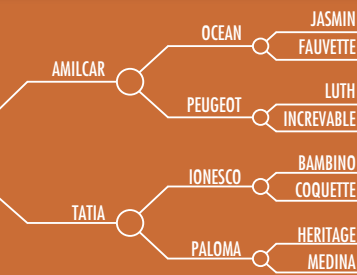 JASMIN
OCEAN
FAUVETTE
AMILCAR
LUTH
PEUGEOT
INCREVABLE
BAMBINO
IONESCO
COQUETTE
TATIA
HERITAGE
PALOMA
MEDINA